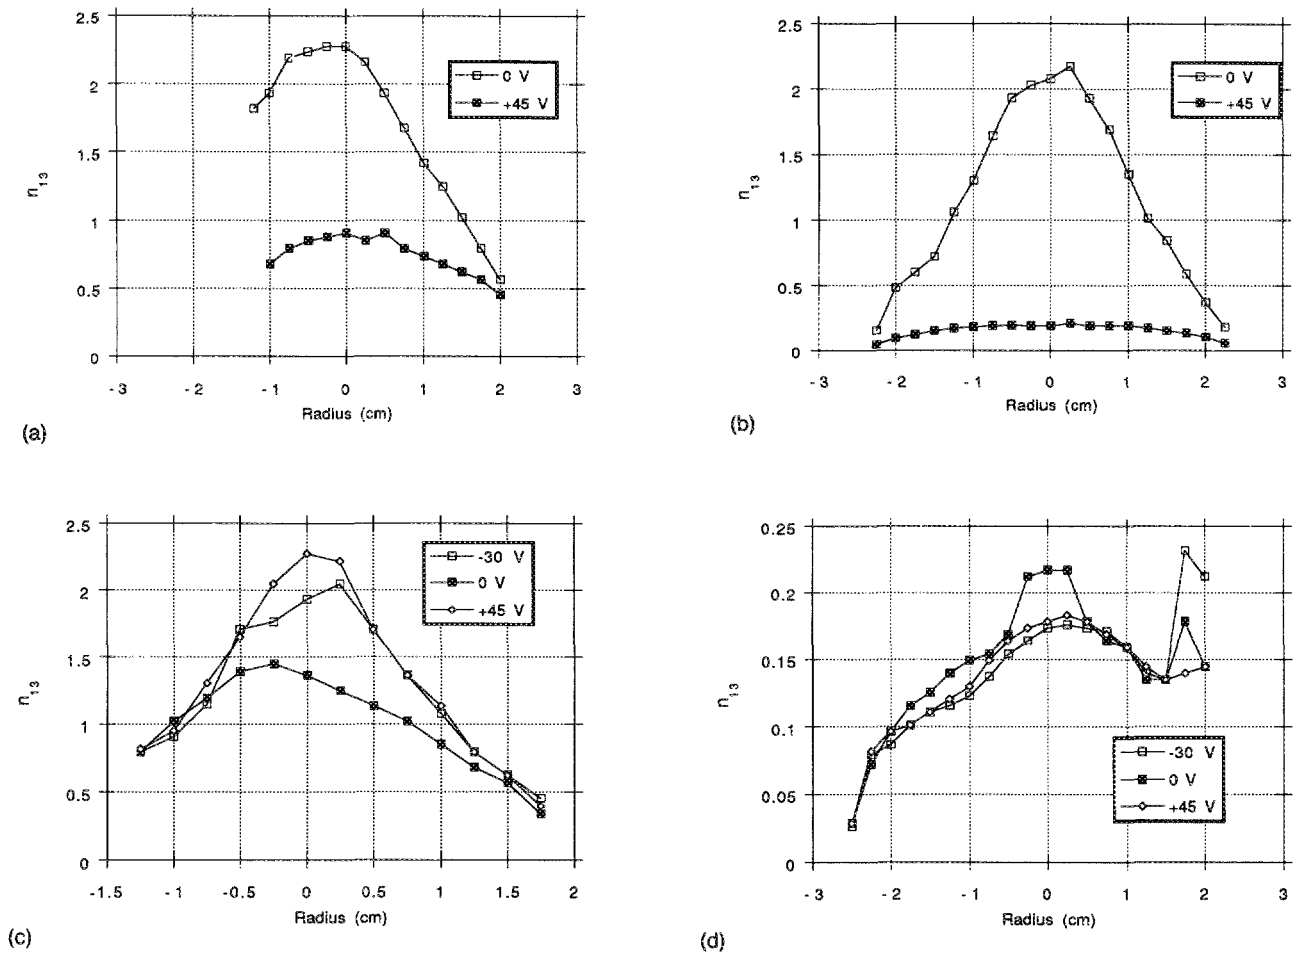 2.5
2
1.5
1
0.5
0
n13
-3 -2 -1 0 1 2 3
Radius (cm)
0 V
+45 V
(a)
2.5
2
1.5
1
0.5
0
n13
-3 -2 -1 0 1 2 3
Radius (cm)
0 V
+45 V
(b)
2.5
2
1.5
1
0.5
0
n13
-1.5 -1 -0.5 0 0.5 1 1.5 2
Radius (cm)
-30 V
0 V
+45 V
(c)
0.25
0.2
0.15
0.1
0.05
0
n13
-3 -2 -1 0 1 2 3
Radius (cm)
-30 V
0 V
+45 V
(d)